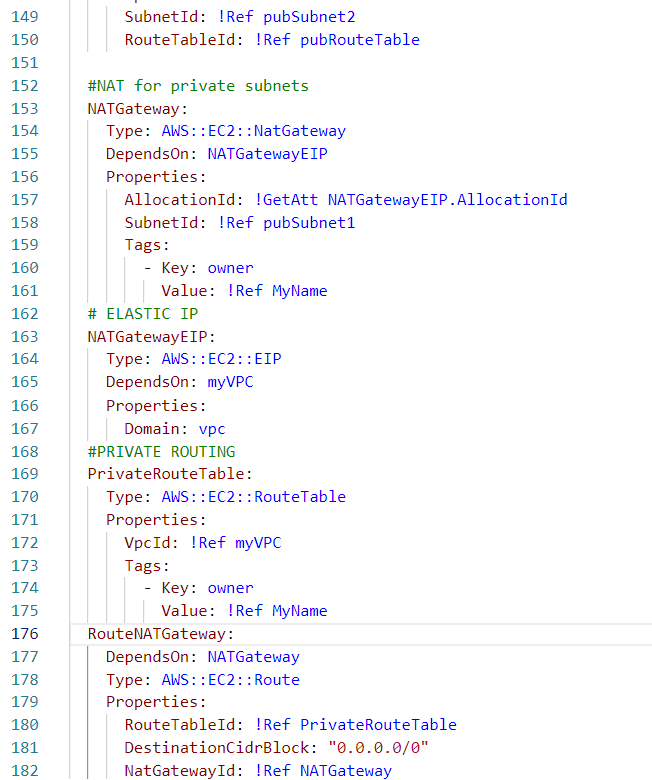 149 SubnetId: !Ref pubSubnet2
150 RouteTableId: !Ref pubRouteTable
151
152 #NAT for private subnets
153 NATGateway:
154 Type: AWS::EC2::NatGateway
155 DependsOn: NATGatewayEIP
156 Properties:
157 AllocationId: !GetAtt NATGatewayEIP.AllocationId
158 SubnetId: !Ref pubSubnet1
159 Tags:
160 - Key: owner
161 Value: !Ref MyName
162 # ELASTIC IP
163 NATGatewayEIP:
164 Type: AWS::EC2::EIP
165 DependsOn: myVPC
166 Properties:
167 Domain: vpc
168 #PRIVATE ROUTING
169 PrivateRouteTable:
170 Type: AWS::EC2::RouteTable
171 Properties:
172 VpcId: !Ref myVPC
173 Tags:
174 - Key: owner
175 Value: !Ref MyName
176 RouteNATGateway:
177 DependsOn: NATGateway
178 Type: AWS::EC2::Route
179 Properties:
180 RouteTableId: !Ref PrivateRouteTable
181 DestinationCidrBlock: "0.0.0.0/0"
182 NatGatewayId: !Ref NATGateway